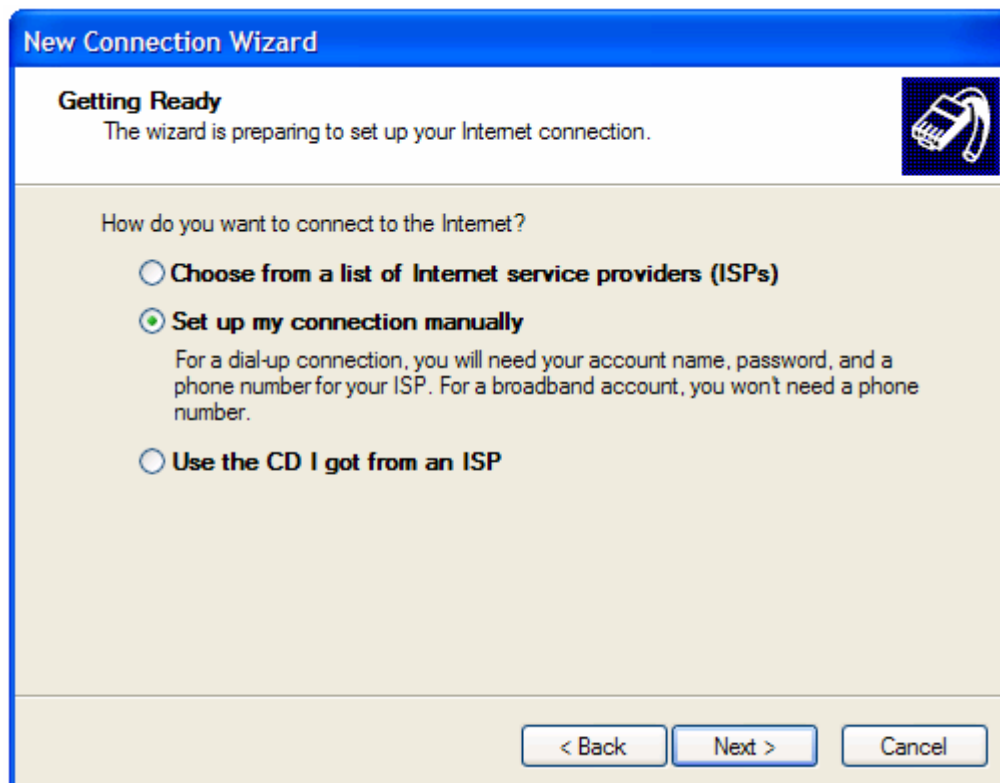 New Connection Wizard
Getting Ready
The wizard is preparing to set up your Internet connection.
How do you want to connect to the Internet?
Choose from a list of Internet service providers (ISPs)
Set up my connection manually
For a dial-up connection, you will need your account name, password, and a
phone number for your ISP. For a broadband account, you won't need a phone
number.
Use the CD I got from an ISP
< Back
Next >
Cancel